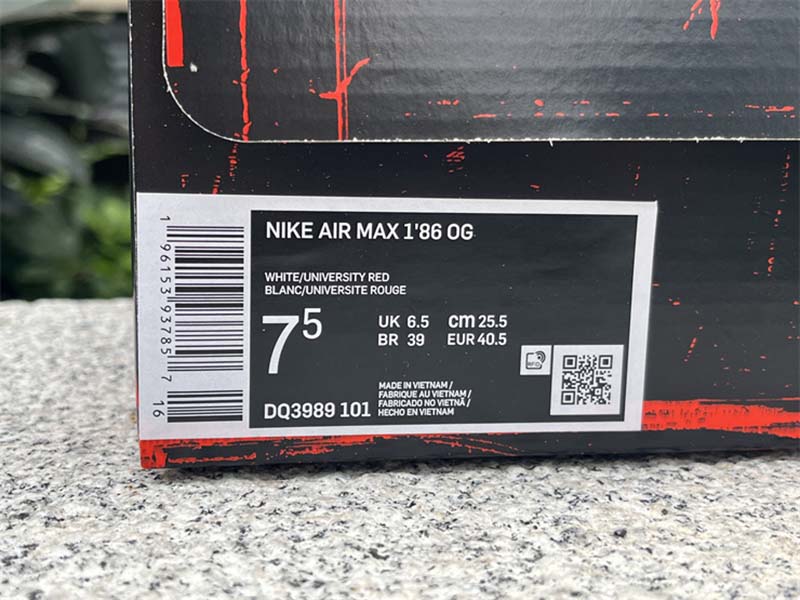 NIKE AIR MAX 1'86 OG
WHITE/UNIVERSITY RED
BLANC/UNIVERSITE ROUGE
7⁵
UK 6.5 cm 25.5
BR 39 EUR 40.5
DQ3989 101
MADE IN VIETNAM /
FABRIQUE AU VIETNAM /
FABRICADO NO VIETNÃ /
HECHO EN VIETNAM
1 96153 93785 7 16